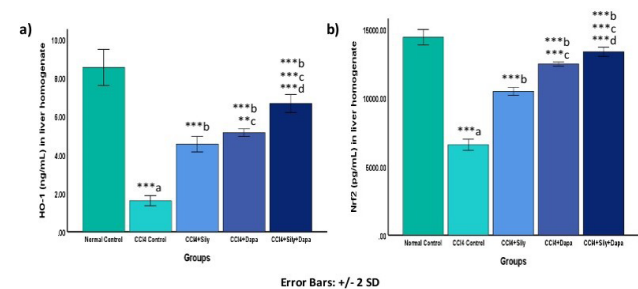 a)
HO-1 (ng/mL) in liver homogenate
10.00
8.00
6.00
4.00
2.00
.00
***a
***b
***b
**c
***b
***c
***d
Normal Control
CCl4 Control
CCl4+Sily
CCl4+Dapa
CCl4+Sily+Dapa
Groups
b)
Nrf2 (pg/mL) in liver homogenate
15000.00
10000.00
5000.00
.00
***a
***b
***b
***c
***b
***c
***d
Normal Control
CCl4 Control
CCl4+Sily
CCl4+Dapa
CCl4+Sily+Dapa
Groups
Error Bars: +/- 2 SD